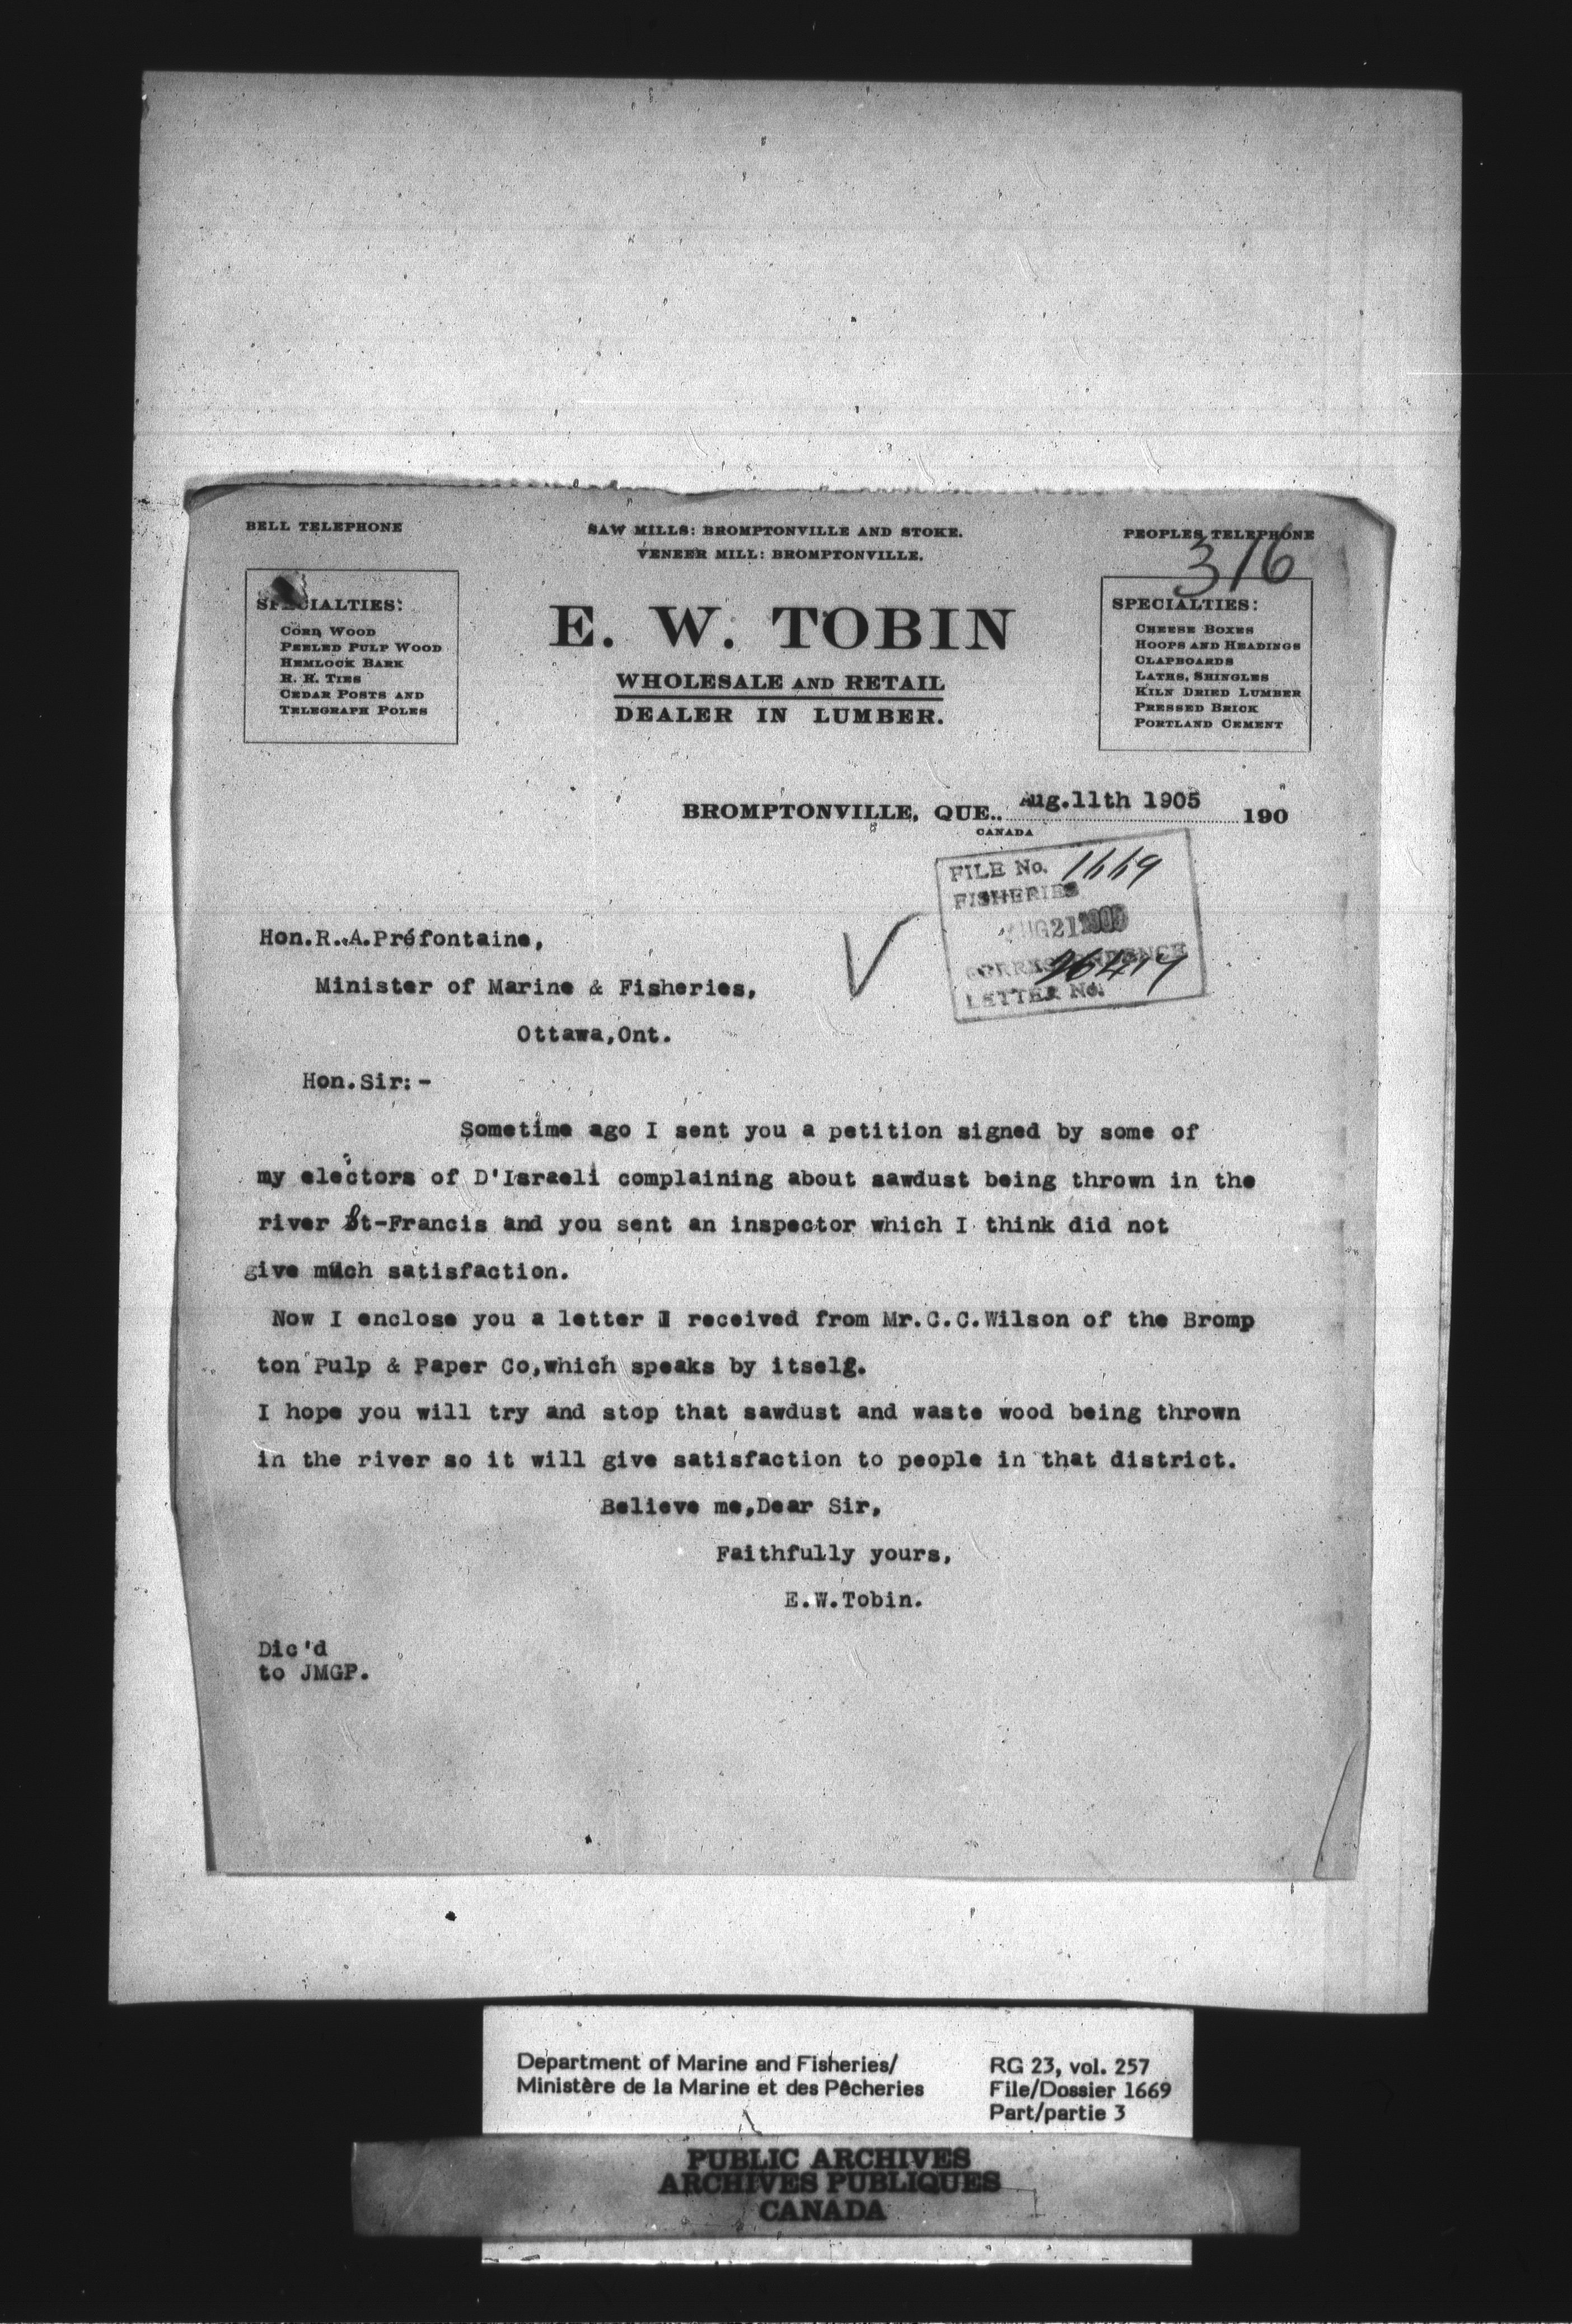 BELL TELEPHONE
SAW MILLS: BROMPTONVILLE AND STOKE.
VENEER MILL: BROMPTONVILLE.
PEOPLES TELEPHONE
316
SPECIALTIES:
CORD WOOD
PEELED PULP WOOD
HEMLOCK BARK
R. R. TIES
CEDAR POSTS AND
TELEGRAPH POLES
E. W. TOBIN
WHOLESALE AND RETAIL
DEALER IN LUMBER.
SPECIALTIES:
CHEESE BOXES
HOOPS AND HEADINGS
CLAPBOARDS
LATHS, SHINGLES
KILN DRIED LUMBER
PRESSED BRICK
PORTLAND CEMENT
BROMPTONVILLE, QUE.. Aug.11th 1905 190
CANADA
FILE No. 1669
FISHERIES
AUG 21 1905
CORRESPONDENCE
LETTER No.
Hon.R.A.Préfontaine,
Minister of Marine & Fisheries,
Ottawa,Ont.
Hon.Sir:-
Sometime ago I sent you a petition signed by some of
my electors of D'Israeli complaining about sawdust being thrown in the
river St-Francis and you sent an inspector which I think did not
give much satisfaction.
Now I enclose you a letter I received from Mr.C.C.Wilson of the Bromp
ton Pulp & Paper Co,which speaks by itself.
I hope you will try and stop that sawdust and waste wood being thrown
in the river so it will give satisfaction to people in that district.
Believe me,Dear Sir,
Faithfully yours,
E.W.Tobin.
Dic'd
to JMGP.
Department of Marine and Fisheries/
Ministère de la Marine et des Pêcheries
RG 23, vol. 257
File/Dossier 1669
Part/partie 3
PUBLIC ARCHIVES
ARCHIVES PUBLIQUES
CANADA